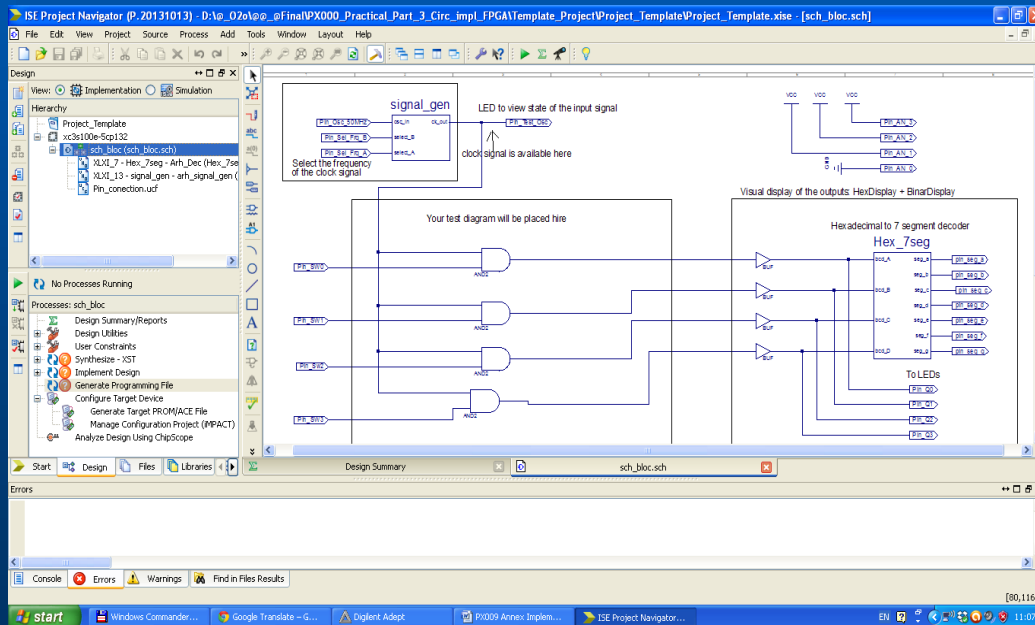 ISE Project Navigator (P.20131013) - D:\@_O2o\@@_@Final\PX000_Practical_Part_3_Circ_impl_FPGA\Template_Project\Project_Template\Project_Template.xise - [sch_bloc.sch]
File Edit View Project Source Process Add Tools Window Layout Help
Design
View: Implementation Simulation
Hierarchy
Project_Template
xc3s100e-5cp132
sch_bloc (sch_bloc.sch)
XLXI_7 - Hex_7seg - Arh_Dec (Hex_7se
XLXI_13 - signal_gen - arh_signal_gen (
Pin_conection.ucf
No Processes Running
Processes: sch_bloc
Design Summary/Reports
Design Utilities
User Constraints
Synthesize - XST
Implement Design
Generate Programming File
Configure Target Device
Generate Target PROM/ACE File
Manage Configuration Project (iMPACT)
Analyze Design Using ChipScope
Start Design Files Libraries
signal_gen
Pin_Osc_50MHz osc_in clk_out
Pin_Sel_Frq_B select_B
Pin_Sel_Frq_A select_A
Select the frequency
of the clock signal
LED to view state of the input signal
Pin_Test_Osc
clock signal is available here
VCC VCC VCC
Pin_AN_3
Pin_AN_2
Pin_AN_1
GND
Pin_AN_0
Your test diagram will be placed hire
Pin_SW0
AND2
Pin_SW1
AND2
Pin_SW2
AND2
Pin_SW3
AND2
Visual display of the outputs: HexDisplay + BinarDisplay
Hexadecimal to 7 segment decoder
Hex_7seg
BUF
BUF
BUF
BUF
bcd_A seg_a pin_seg_a
seg_b pin_seg_b
bcd_B seg_c pin_seg_c
seg_d pin_seg_d
bcd_C seg_e pin_seg_e
seg_f pin_seg_f
bcd_D seg_g pin_seg_g
To LEDs
Pin_Q0
Pin_Q1
Pin_Q2
Pin_Q3
Design Summary sch_bloc.sch
Errors
Console Errors Warnings Find in Files Results
[80,116
start Windows Commander... Google Translate – G... Digilent Adept PX009 Annex Implem... ISE Project Navigator... EN 11:07